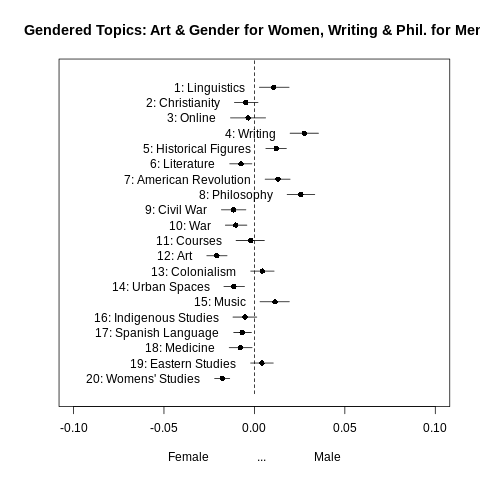 Gendered Topics: Art & Gender for Women, Writing & Phil. for Mer
1: Linguistics
2: Christianity
3: Online
4: Writing
5: Historical Figures
6: Literature
7: American Revolution
8: Philosophy
9: Civil War
10: War
11: Courses
12: Art
13: Colonialism
14: Urban Spaces
15: Music
16: Indigenous Studies
17: Spanish Language
18: Medicine
19: Eastern Studies
20: Womens' Studies
-0.10 -0.05 0.00 0.05 0.10
Female ... Male